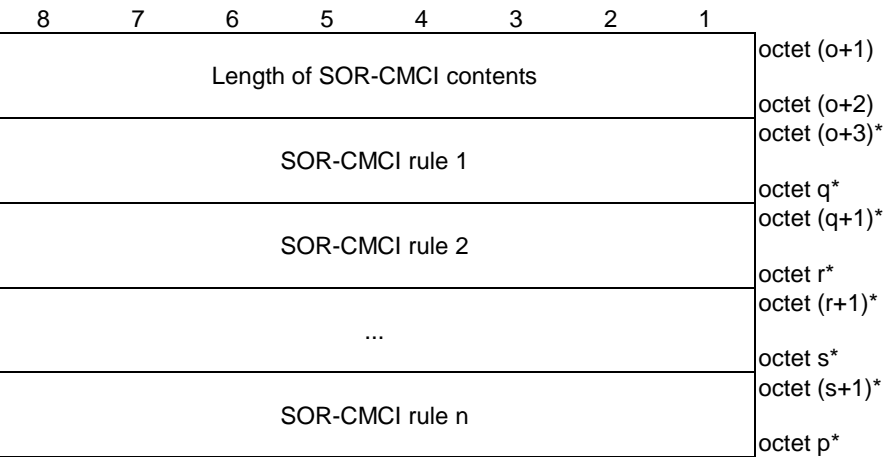 8 7 6 5 4 3 2 1
octet (o+1)
Length of SOR-CMCI contents
octet (o+2)
octet (o+3)*
SOR-CMCI rule 1
octet q*
octet (q+1)*
SOR-CMCI rule 2
octet r*
octet (r+1)*
...
octet s*
octet (s+1)*
SOR-CMCI rule n
octet p*